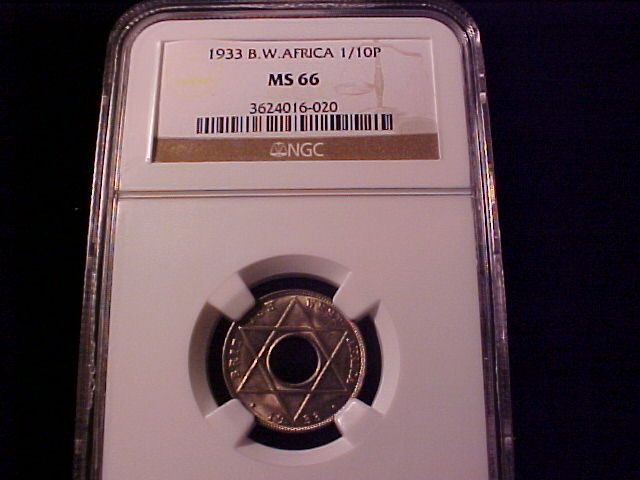 1933 B.W.AFRICA 1/10P
MS 66
3624016-020
NGC